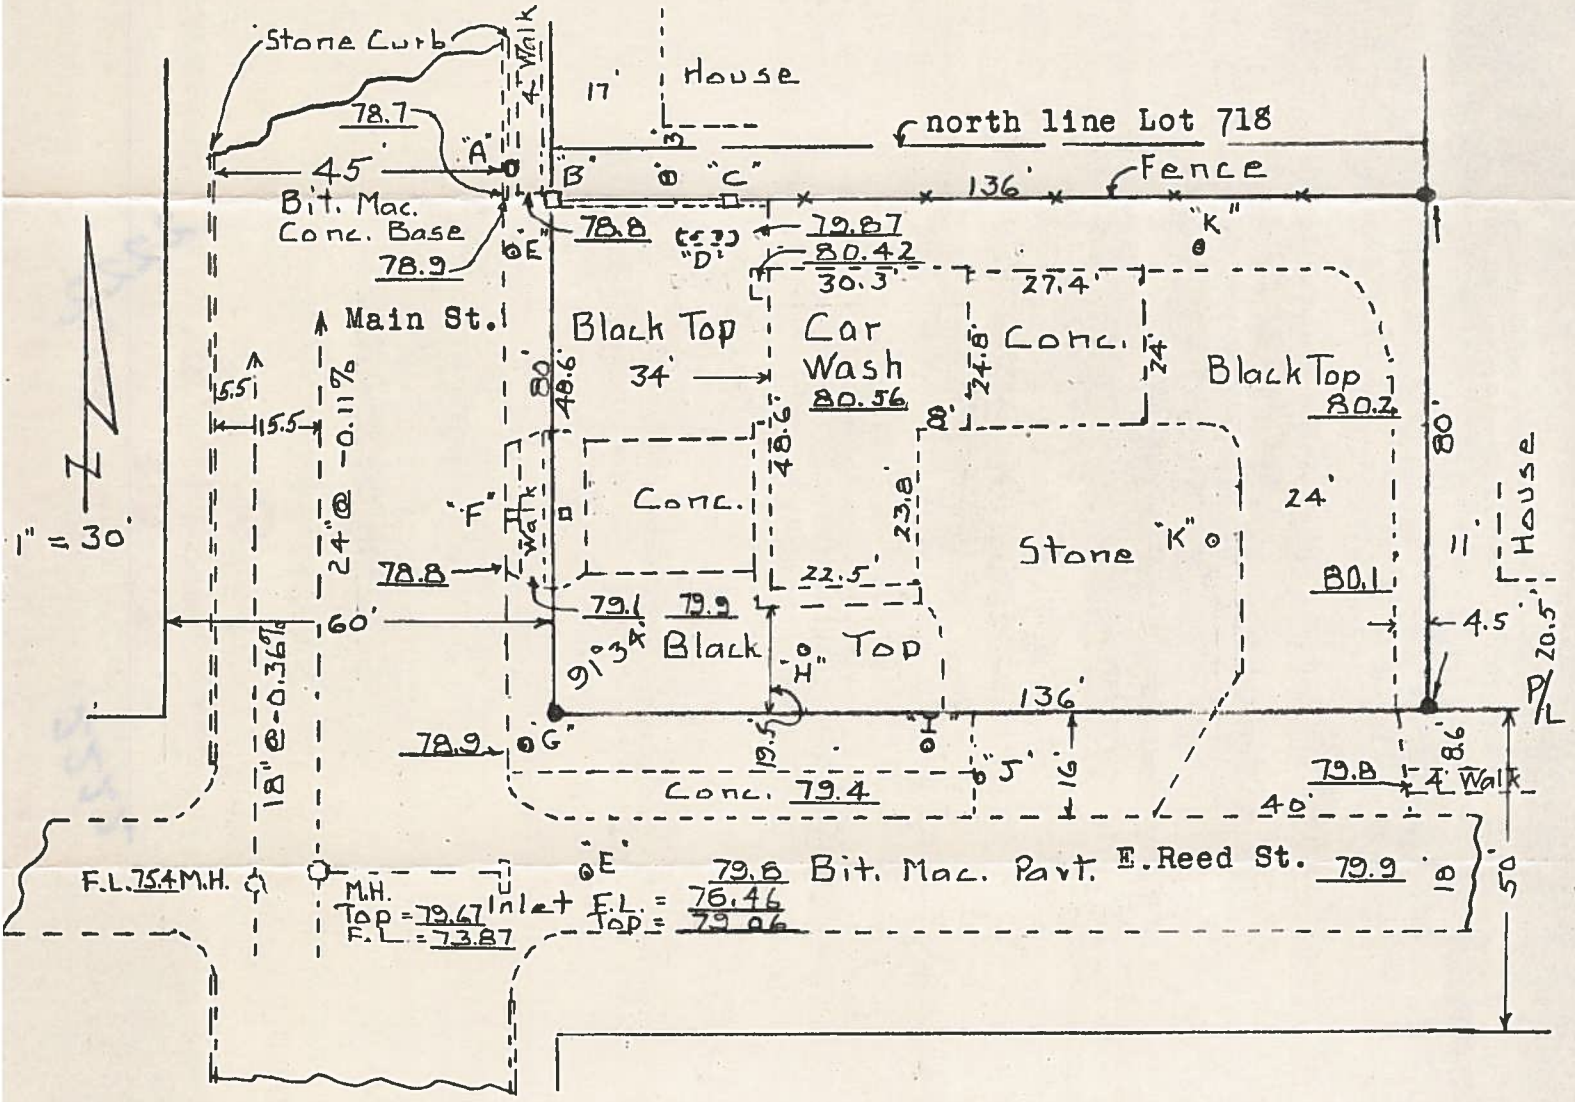 Stone Curb
4' Walk
17'
House
78.7
"A"
3'
north line Lot 718
45'
"B"
"C"
136'
Fence
Bit. Mac.
Conc. Base
"E"
78.8
79.87
"D"
"K"
78.9
80.42
30.3'
27.4'
Main St.
Black Top
Car
Wash
80.56
Conc.
34'
24.8'
24'
Black Top
80.2
80'
48.6'
5.5
15.5
24" @ -0.11%
8'
80'
48.6'
N
1" = 30'
"F"
Walk
Conc.
23.8'
Stone
"K"
24'
11'
House
78.8
22.5'
80.1
60'
79.1
79.9
18" @ -0.36%
91°34'
Black Top
"H"
4.5'
20.5'
136'
P/L
78.9
"G"
19.5'
"I"
"J"
16'
8.6'
79.8
4' Walk
Conc. 79.4
40'
"E"
F.L. 75.4 M.H.
79.8 Bit. Mac. Part. E. Reed St. 79.9
18'
50'
M.H.
Top = 79.67
F.L. = 73.87
Inlet
F.L. = 76.46
Top = 79.06